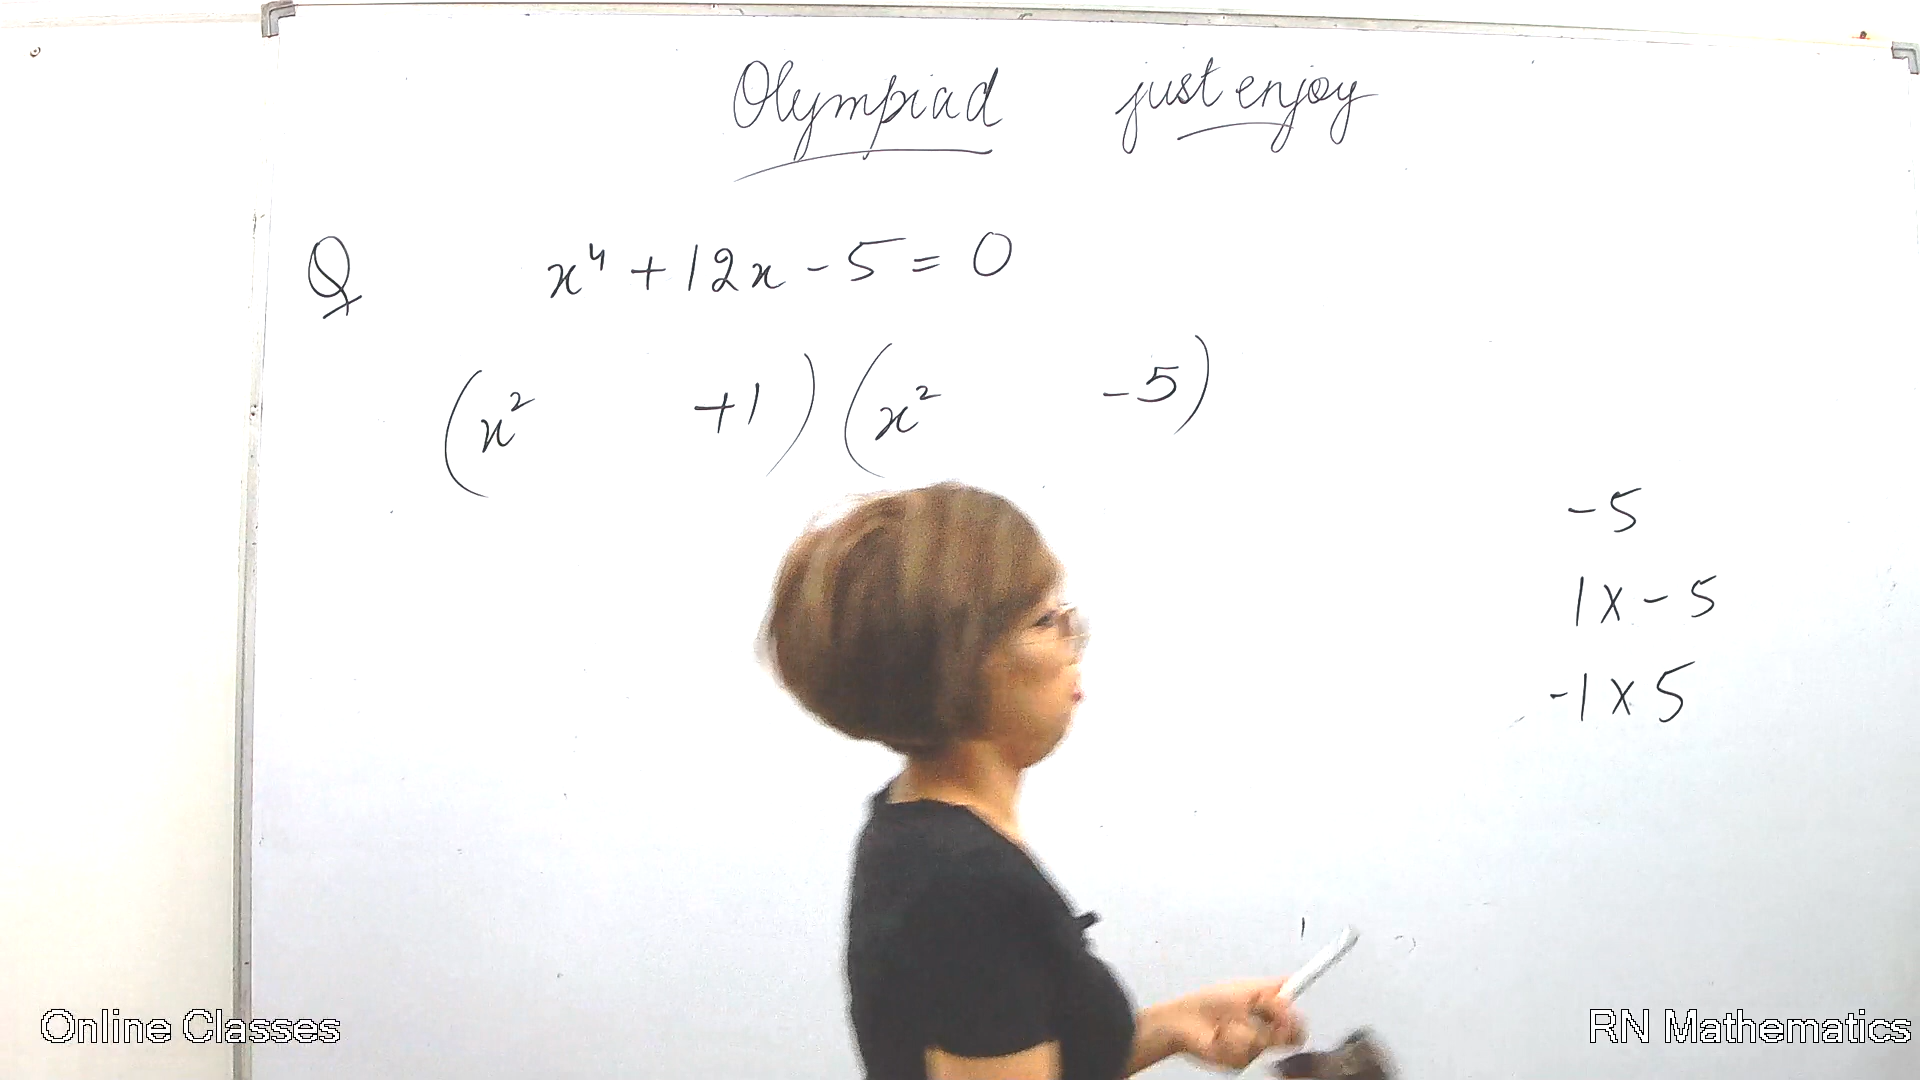 Olympiad just enjoy
Q x⁴ + 12x - 5 = 0
(x² +1) (x² -5)
-5
1 x -5
-1 x 5
Online Classes
RN Mathematics